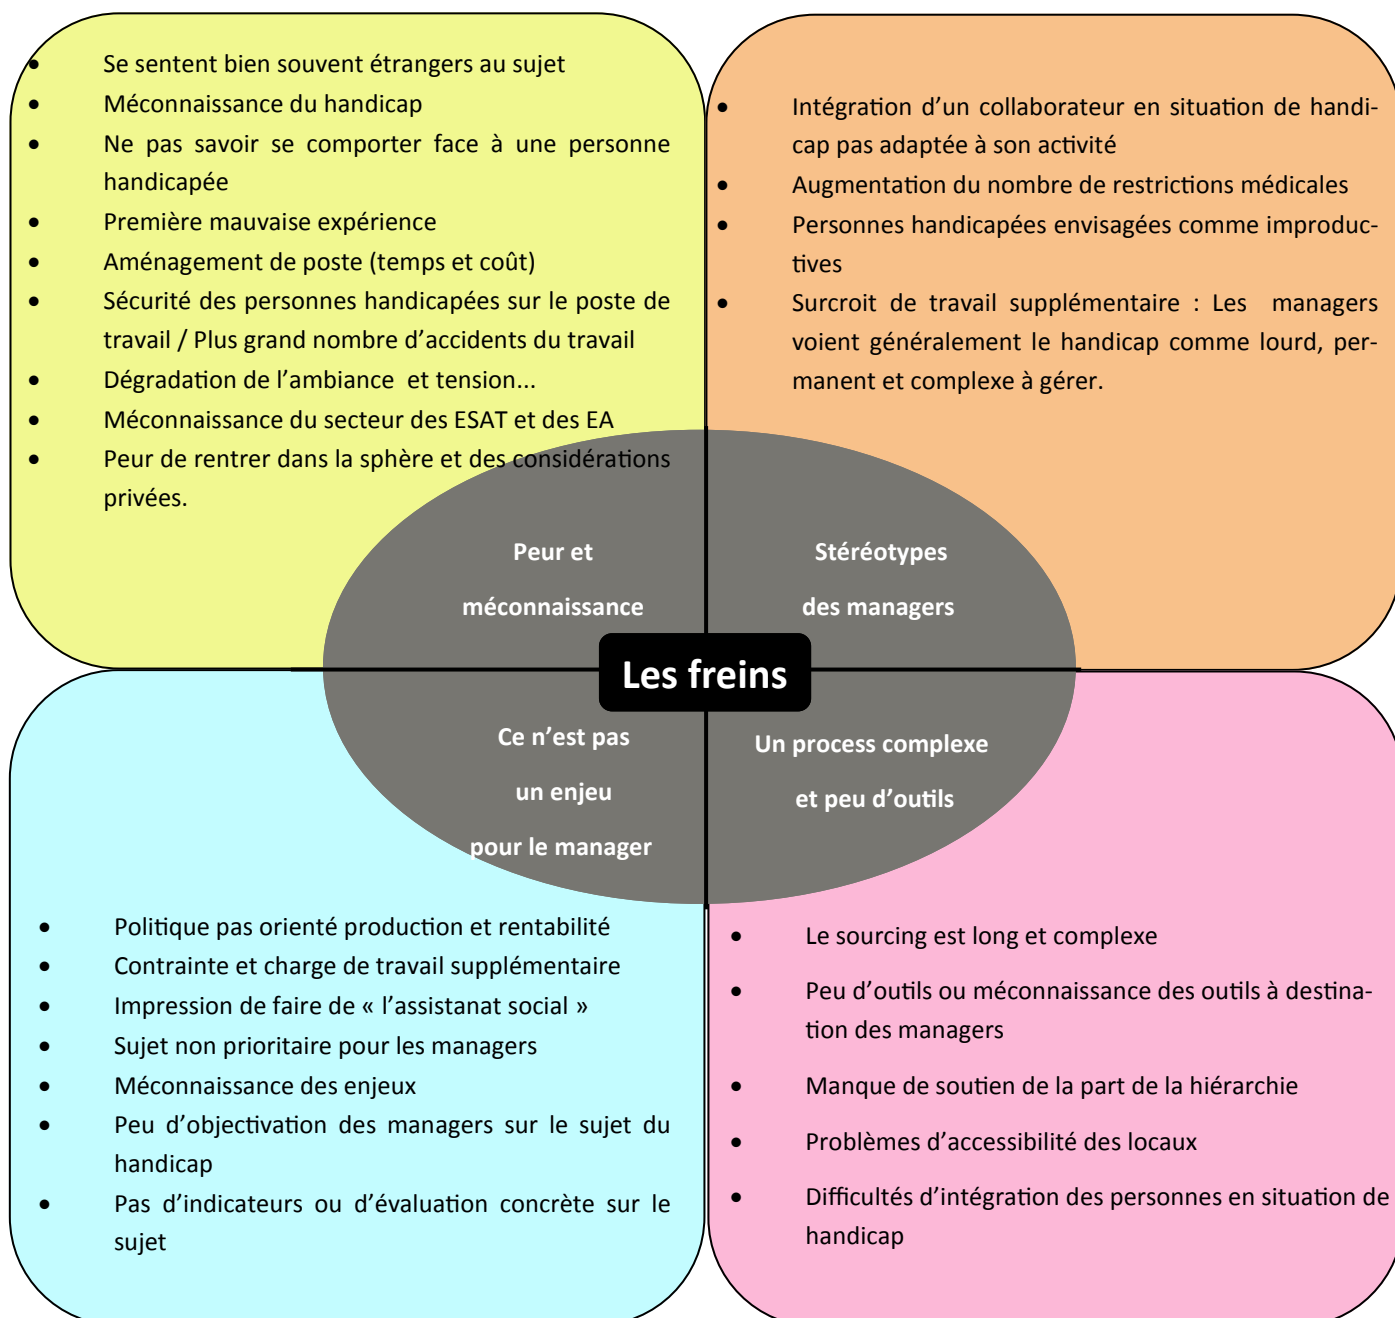 Se sentent bien souvent étrangers au sujet
Méconnaissance du handicap
Ne pas savoir se comporter face à une personne
handicapée
Première mauvaise expérience
Aménagement de poste (temps et coût)
Sécurité des personnes handicapées sur le poste de
travail / Plus grand nombre d’accidents du travail
Dégradation de l’ambiance et tension...
Méconnaissance du secteur des ESAT et des EA
Peur de rentrer dans la sphère et des considérations
privées.
Intégration d’un collaborateur en situation de handi-
cap pas adaptée à son activité
Augmentation du nombre de restrictions médicales
Personnes handicapées envisagées comme improduc-
tives
Surcroit de travail supplémentaire : Les managers
voient généralement le handicap comme lourd, per-
manent et complexe à gérer.
Peur et
méconnaissance
Stéréotypes
des managers
Les freins
Ce n’est pas
un enjeu
pour le manager
Un process complexe
et peu d’outils
Politique pas orienté production et rentabilité
Contrainte et charge de travail supplémentaire
Impression de faire de « l’assistanat social »
Sujet non prioritaire pour les managers
Méconnaissance des enjeux
Peu d’objectivation des managers sur le sujet du
handicap
Pas d’indicateurs ou d’évaluation concrète sur le
sujet
Le sourcing est long et complexe
Peu d’outils ou méconnaissance des outils à destina-
tion des managers
Manque de soutien de la part de la hiérarchie
Problèmes d’accessibilité des locaux
Difficultés d’intégration des personnes en situation de
handicap